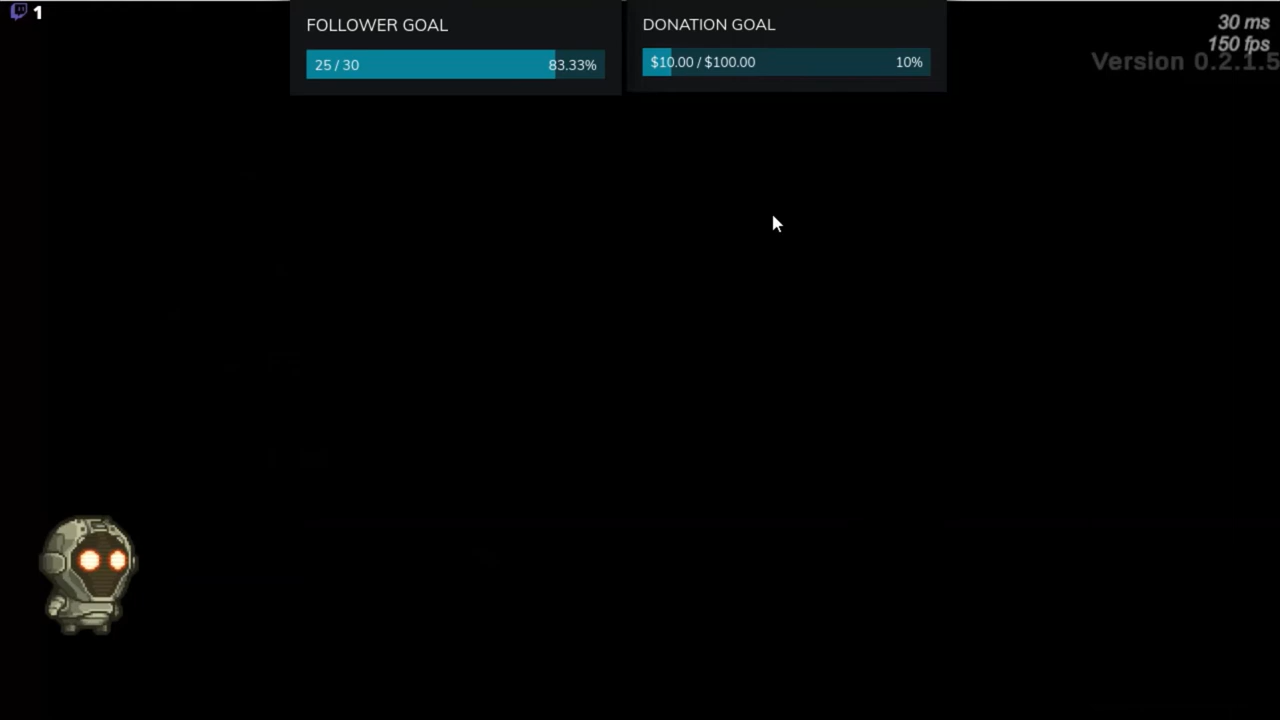 1
FOLLOWER GOAL
25 / 30 83.33%
DONATION GOAL
$10.00 / $100.00 10%
30 ms
150 fps
Version 0.2.1.5